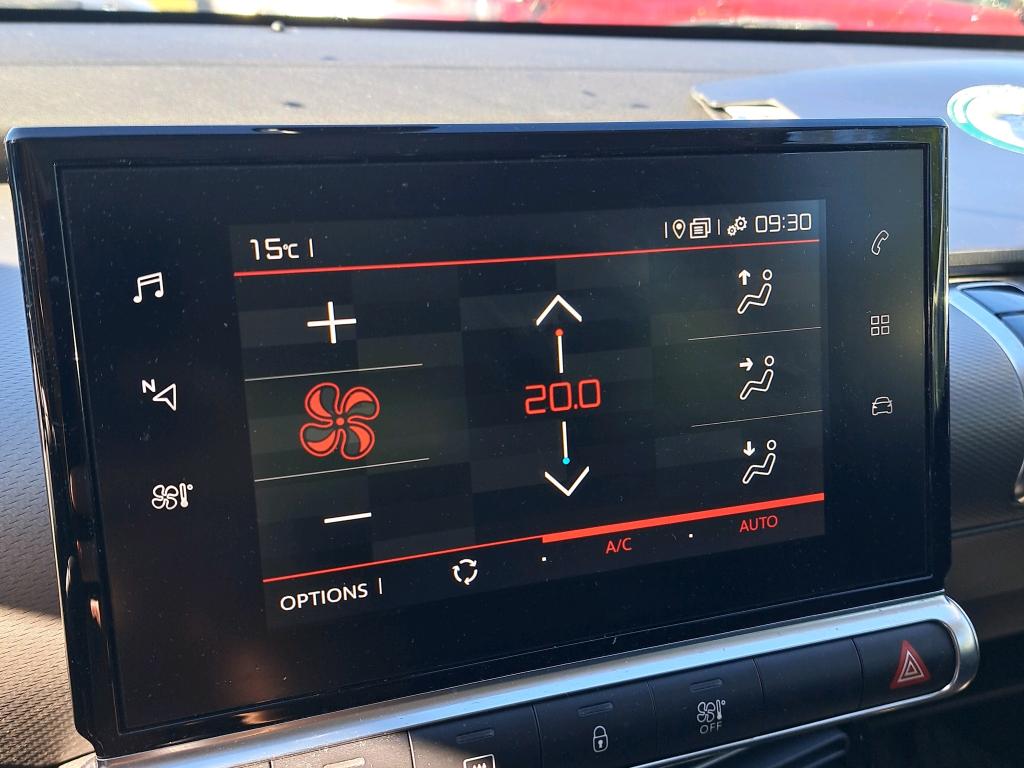 15°C | | | 09:30
N
20.0
A/C AUTO
OPTIONS |
OFF